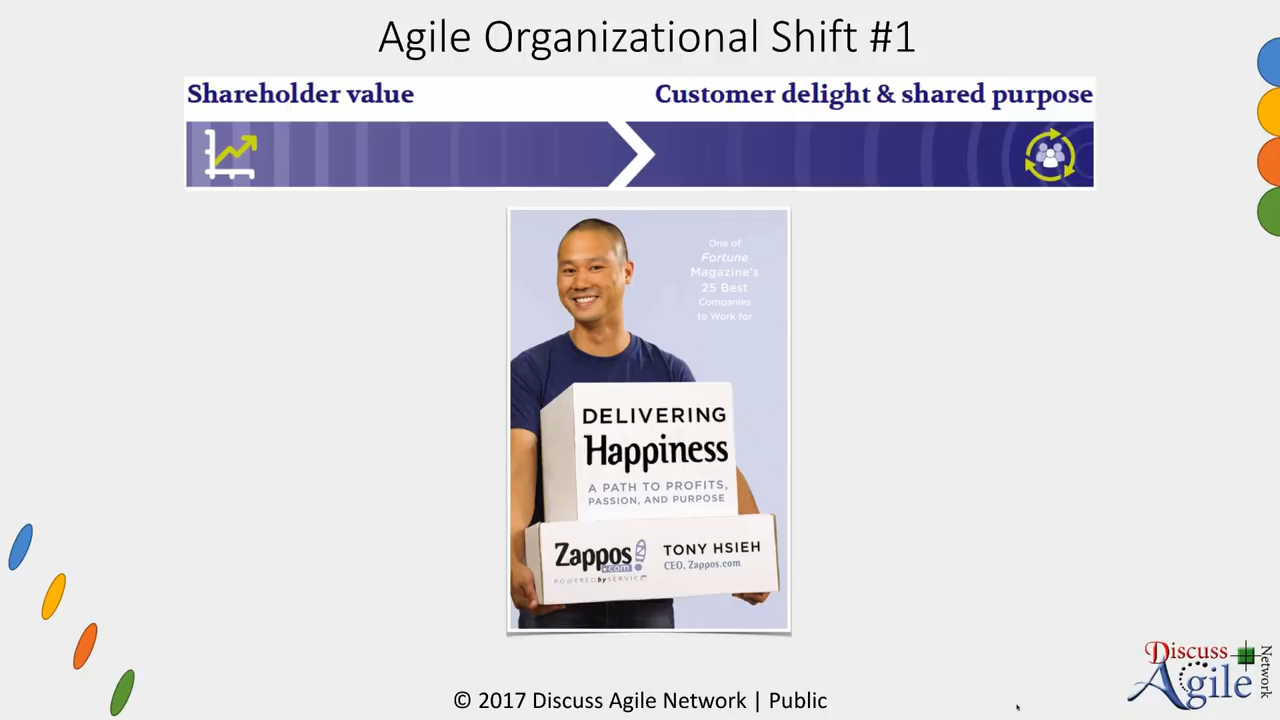 Agile Organizational Shift #1
Shareholder value
Customer delight & shared purpose
One of
Fortune
Magazine's
25 Best
Companies
to Work for
DELIVERING
Happiness
A PATH TO PROFITS,
PASSION, AND PURPOSE
Zappos
.com
POWERED by SERVICE™
TONY HSIEH
CEO, Zappos.com
© 2017 Discuss Agile Network | Public
Discuss
Agile
Network